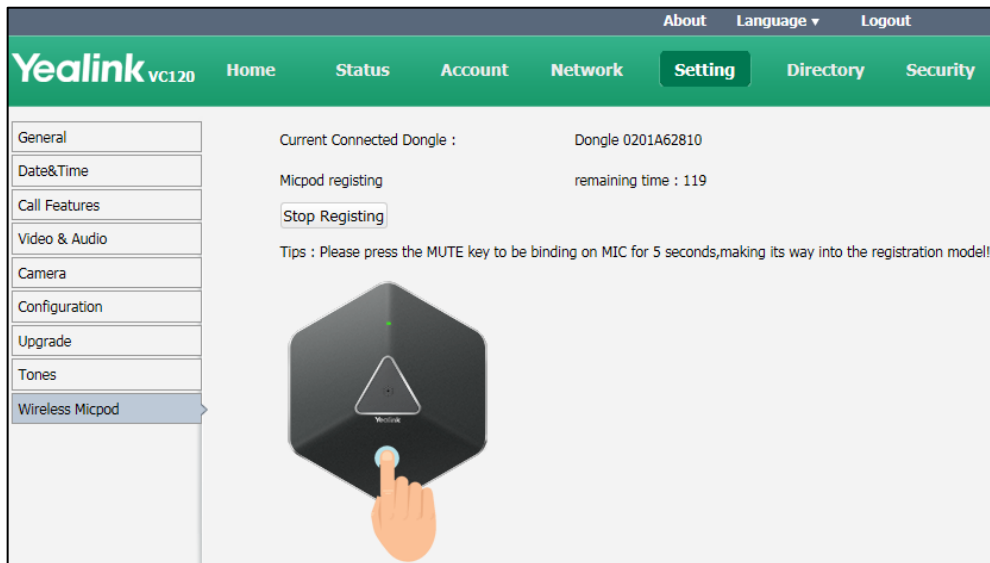 About Language ▾ Logout
Yealink VC120 Home Status Account Network Setting Directory Security
General
Date&Time
Call Features
Video & Audio
Camera
Configuration
Upgrade
Tones
Wireless Micpod
Current Connected Dongle : Dongle 0201A62810
Micpod registing remaining time : 119
Stop Registing
Tips : Please press the MUTE key to be binding on MIC for 5 seconds,making its way into the registration model!
Yealink